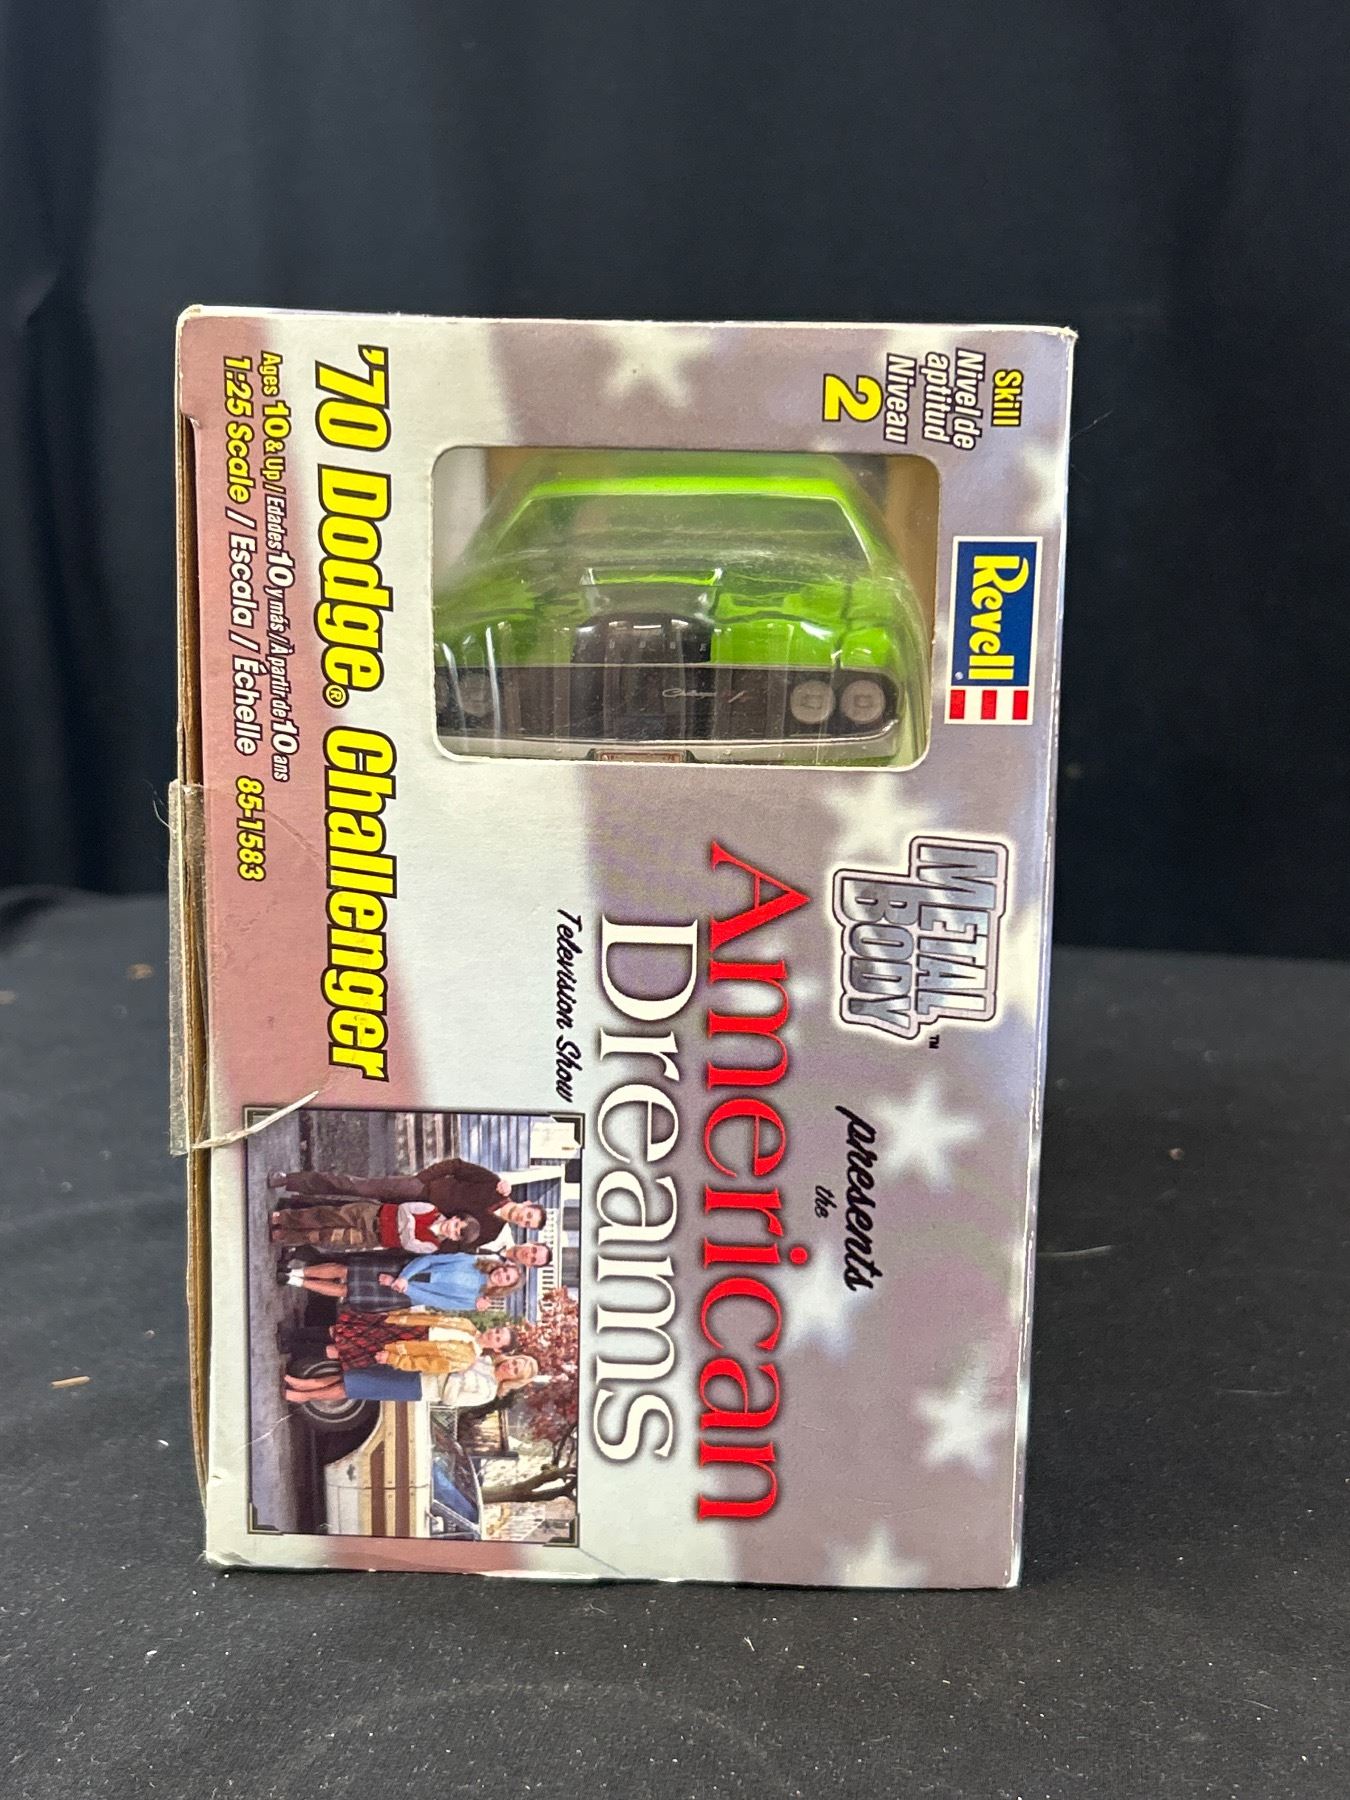 Skill
Nivel de
aptitud
Niveau
2
Revell®
METAL
BODY™
presents
the
American
Dreams
Television Show
'70 Dodge® Challenger
Ages 10 & Up / Edades 10 y más / À partir de 10 ans
1:25 Scale / Escala / Échelle 85-1583